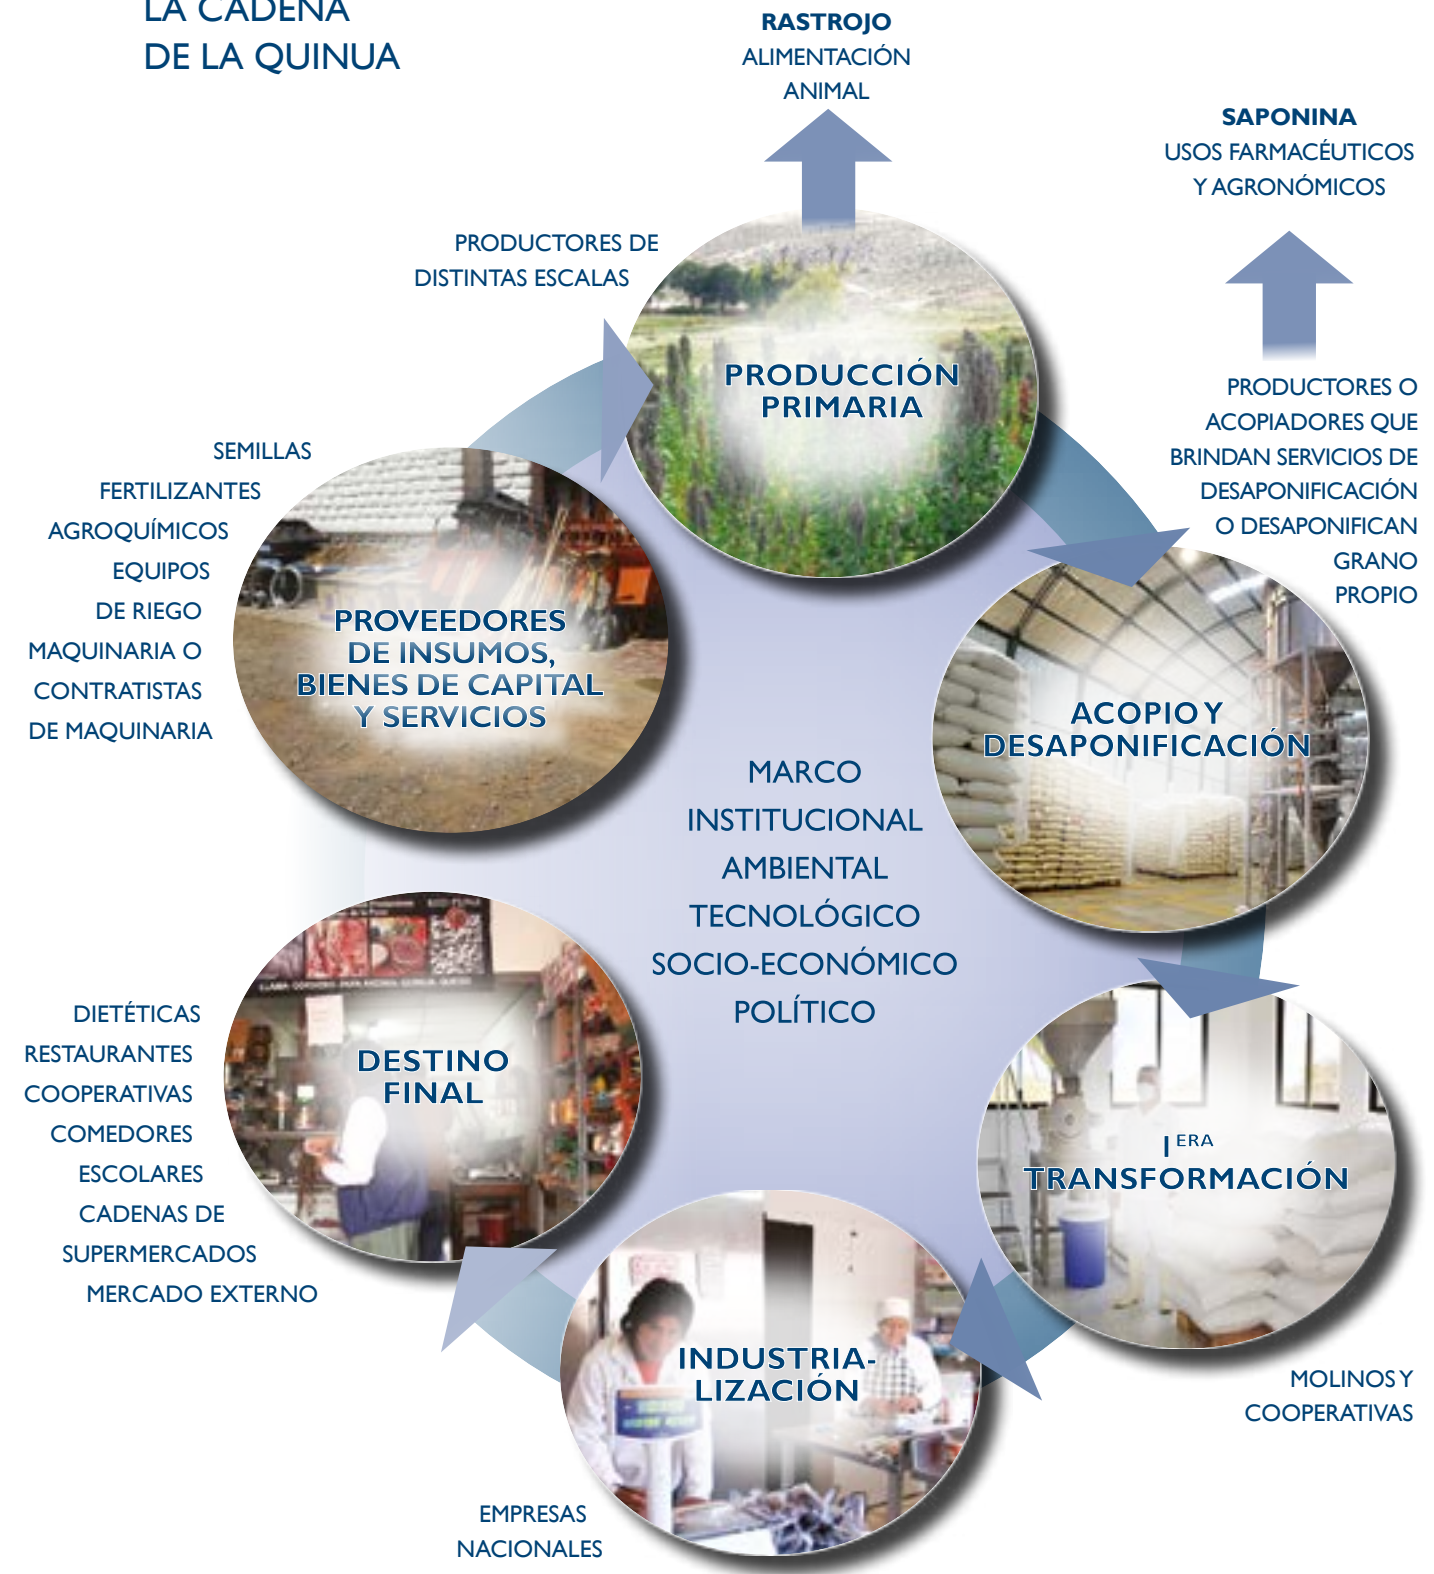 LA CADENA
DE LA QUINUA
RASTROJO
ALIMENTACIÓN
ANIMAL
SAPONINA
USOS FARMACÉUTICOS
Y AGRONÓMICOS
PRODUCTORES DE
DISTINTAS ESCALAS
PRODUCCIÓN
PRIMARIA
PRODUCTORES O
ACOPIADORES QUE
BRINDAN SERVICIOS DE
DESAPONIFICACIÓN
O DESAPONIFICAN
GRANO
PROPIO
SEMILLAS
FERTILIZANTES
AGROQUÍMICOS
EQUIPOS
DE RIEGO
MAQUINARIA O
CONTRATISTAS
DE MAQUINARIA
PROVEEDORES
DE INSUMOS,
BIENES DE CAPITAL
Y SERVICIOS
ACOPIO Y
DESAPONIFICACIÓN
MARCO
INSTITUCIONAL
AMBIENTAL
TECNOLÓGICO
SOCIO-ECONÓMICO
POLÍTICO
DIETÉTICAS
RESTAURANTES
COOPERATIVAS
COMEDORES
ESCOLARES
CADENAS DE
SUPERMERCADOS
MERCADO EXTERNO
DESTINO
FINAL
1 ERA
TRANSFORMACIÓN
INDUSTRIA-
LIZACIÓN
MOLINOS Y
COOPERATIVAS
EMPRESAS
NACIONALES